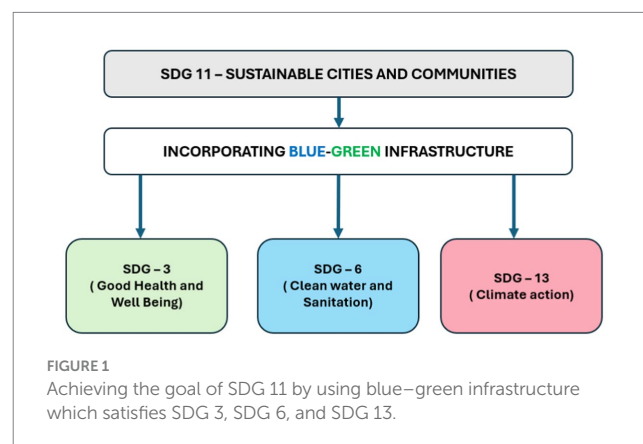 SDG 11 – SUSTAINABLE CITIES AND COMMUNITIES
INCORPORATING BLUE-GREEN INFRASTRUCTURE
SDG – 3
( Good Health and
Well Being)
SDG – 6
( Clean water and
Sanitation)
SDG – 13
( Climate action)
FIGURE 1
Achieving the goal of SDG 11 by using blue–green infrastructure
which satisfies SDG 3, SDG 6, and SDG 13.